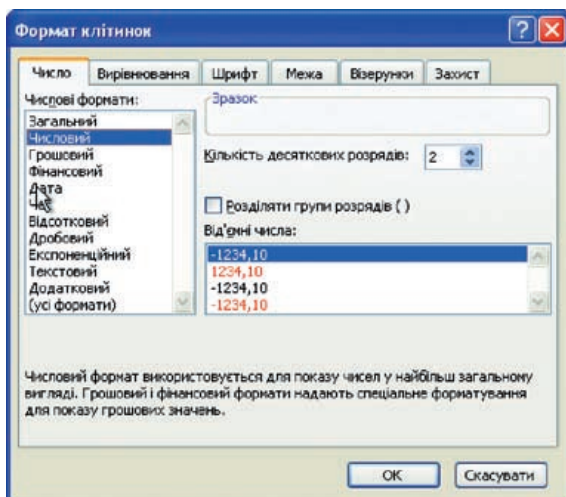 Формат клітинок
Число Вирівнювання Шрифт Межа Візерунки Захист
Числові формати:
Загальний
Числовий
Грошовий
Фінансовий
Дата
Час
Відсотковий
Дробовий
Експоненційний
Текстовий
Додатковий
(усі формати)
Зразок
Кількість десяткових розрядів: 2
Розділяти групи розрядів ( )
Від'ємні числа:
-1234,10
1234,10
-1234,10
-1234,10
Числовий формат використовується для показу чисел у найбільш загальному
вигляді. Грошовий і фінансовий формати надають спеціальне форматування
для показу грошових значень.
ОК Скасувати